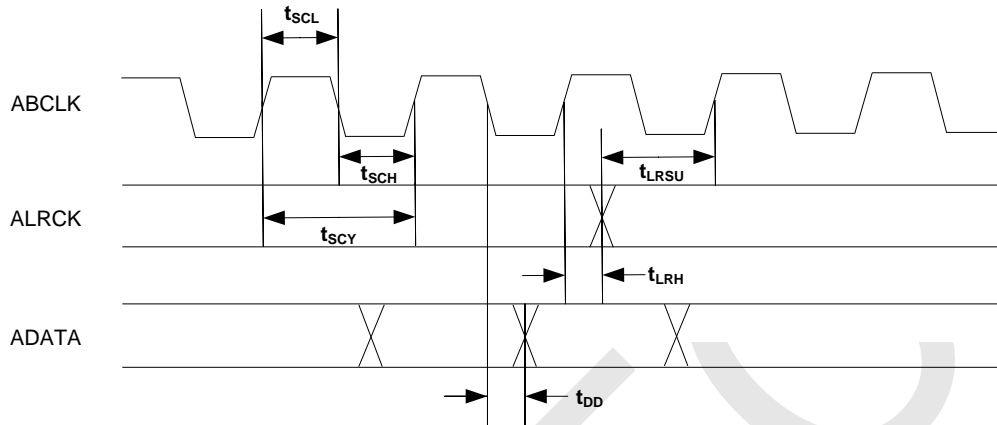 tSCL
ABCLK
tSCH
tLRSU
ALRCK
tSCY
tLRH
ADATA
tDD